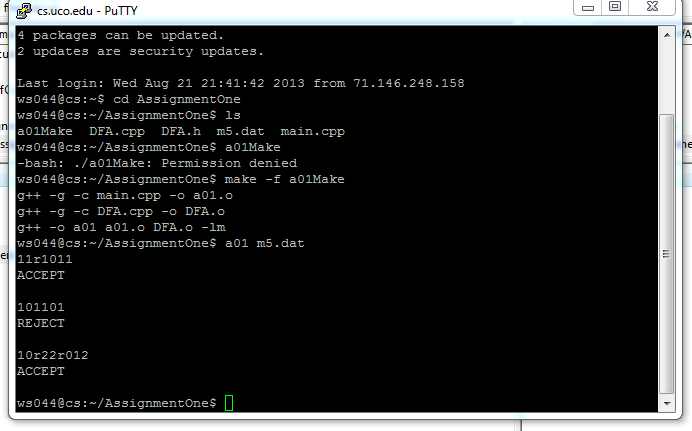 cs.uco.edu - PuTTY
4 packages can be updated.
2 updates are security updates.
Last login: Wed Aug 21 21:41:42 2013 from 71.146.248.158
ws044@cs:~$ cd AssignmentOne
ws044@cs:~/AssignmentOne$ ls
a01Make  DFA.cpp  DFA.h  m5.dat  main.cpp
ws044@cs:~/AssignmentOne$ a01Make
-bash: ./a01Make: Permission denied
ws044@cs:~/AssignmentOne$ make -f a01Make
g++ -g -c main.cpp -o a01.o
g++ -g -c DFA.cpp -o DFA.o
g++ -o a01 a01.o DFA.o -lm
ws044@cs:~/AssignmentOne$ a01 m5.dat
11r1011
ACCEPT
101101
REJECT
10r22r012
ACCEPT
ws044@cs:~/AssignmentOne$